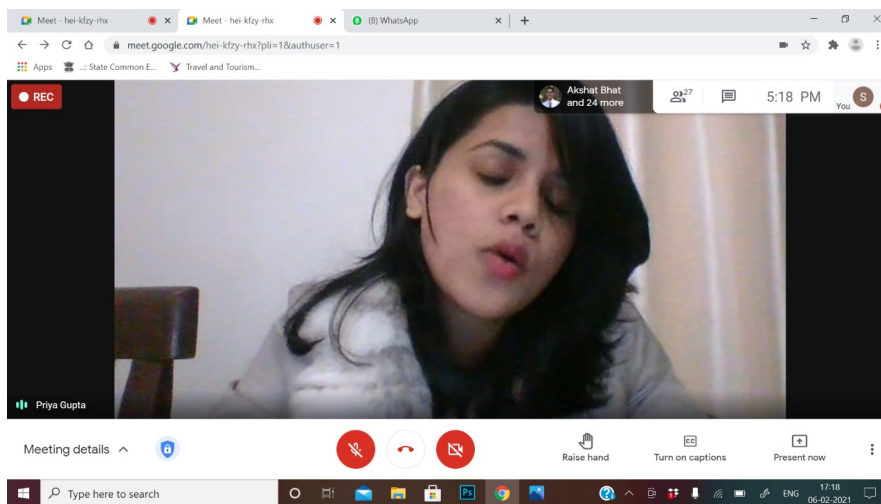 Meet - hei-kfzy-rhx
Meet - hei-kfzy-rhx
(8) WhatsApp
meet.google.com/hei-kfzy-rhx?pli=1&authuser=1
Apps
..:: State Common E...
Travel and Tourism...
REC
Akshat Bhat
and 24 more
27
5:18 PM
You
S
Priya Gupta
Meeting details
Raise hand
CC
Turn on captions
Present now
Type here to search
Ps
ENG
17:18
06-02-2021